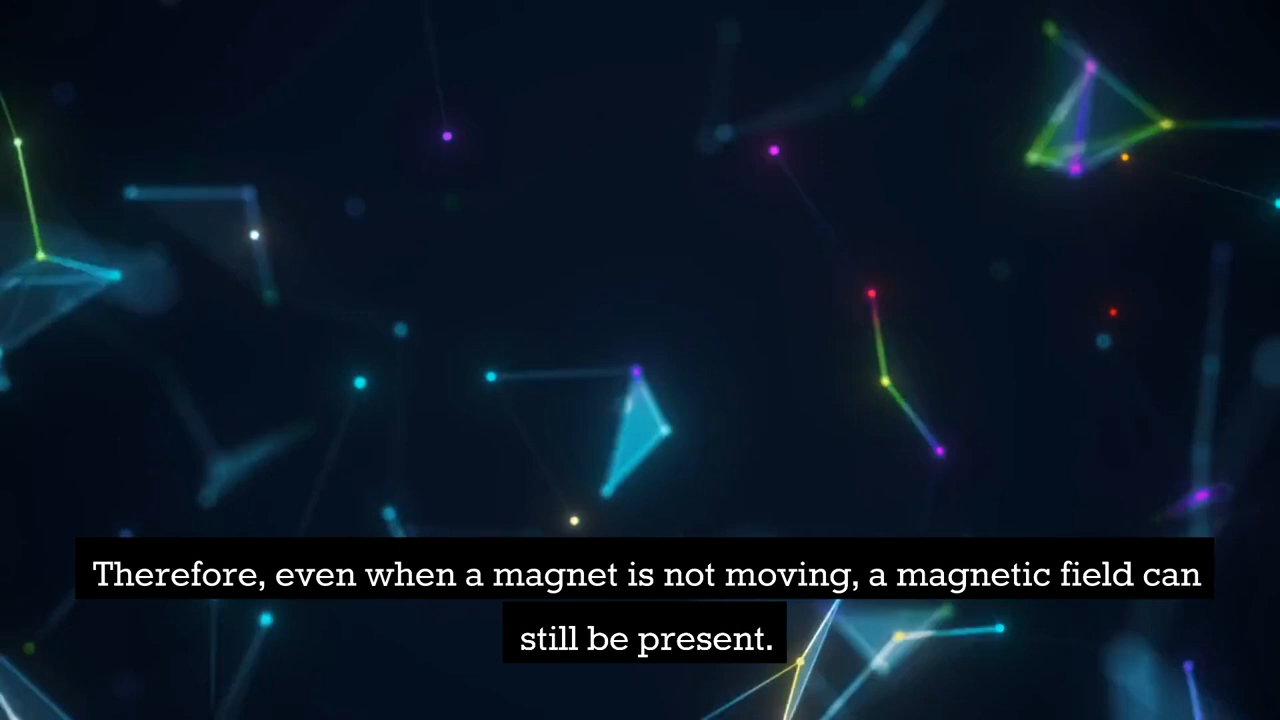 Therefore, even when a magnet is not moving, a magnetic field can
still be present.